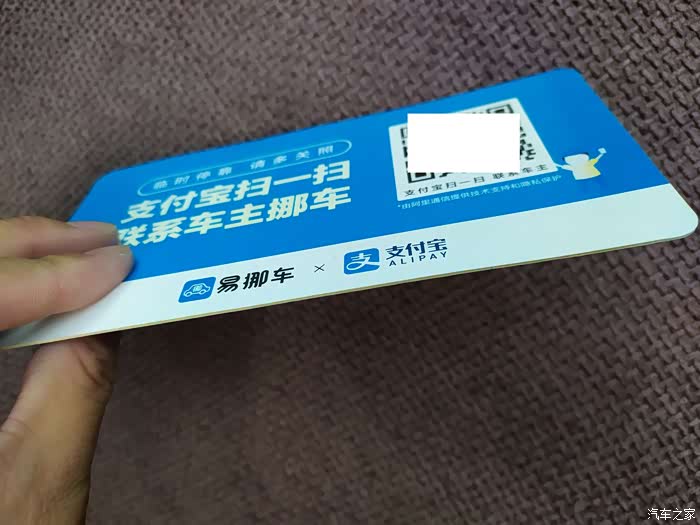 临时停靠 请多关照
支付宝扫一扫
联系车主挪车
支付宝扫一扫 联系车主
*由阿里通信提供技术支持和隐私保护
易挪车 × 支 支付宝
ALIPAY
汽车之家